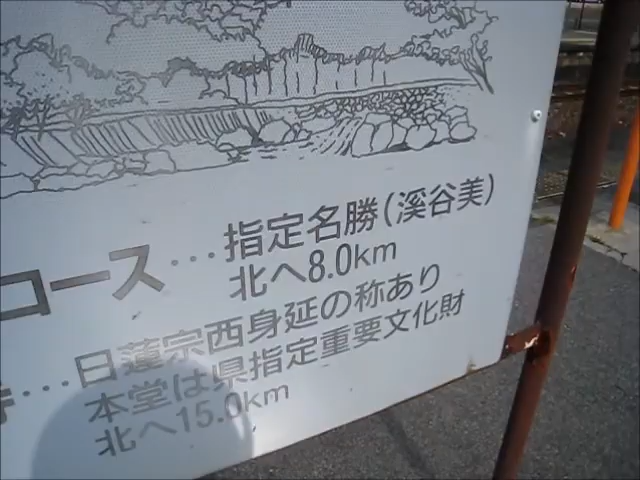 コース…指定名勝(渓谷美)
北へ8.0km
寺…日蓮宗西身延の称あり
本堂は県指定重要文化財
北へ15.0km